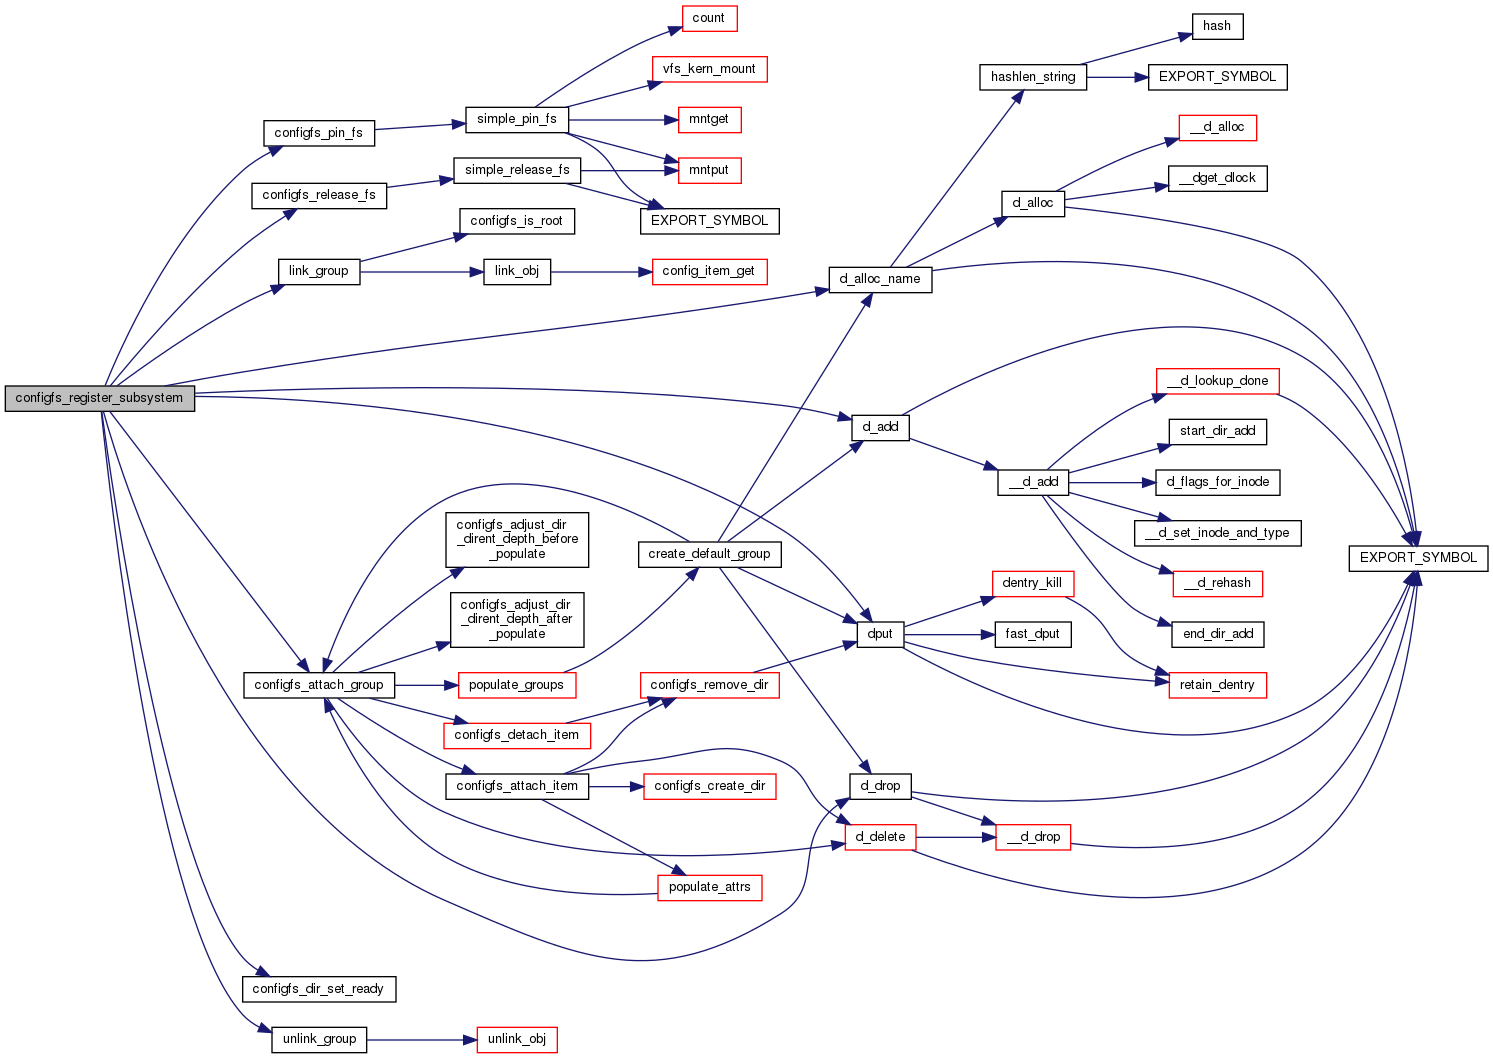 count
hash
vfs_kern_mount
hashlen_string
EXPORT_SYMBOL
configfs_pin_fs
simple_pin_fs
mntget
__d_alloc
simple_release_fs
mntput
configfs_release_fs
__dget_dlock
d_alloc
configfs_is_root
EXPORT_SYMBOL
link_group
link_obj
config_item_get
d_alloc_name
configfs_register_subsystem
__d_lookup_done
d_add
start_dir_add
__d_add
d_flags_for_inode
configfs_adjust_dir
_dirent_depth_before
_populate
__d_set_inode_and_type
create_default_group
EXPORT_SYMBOL
dentry_kill
__d_rehash
configfs_adjust_dir
_dirent_depth_after
_populate
dput
fast_dput
end_dir_add
configfs_attach_group
populate_groups
configfs_remove_dir
retain_dentry
configfs_detach_item
configfs_attach_item
configfs_create_dir
d_drop
d_delete
__d_drop
populate_attrs
configfs_dir_set_ready
unlink_group
unlink_obj